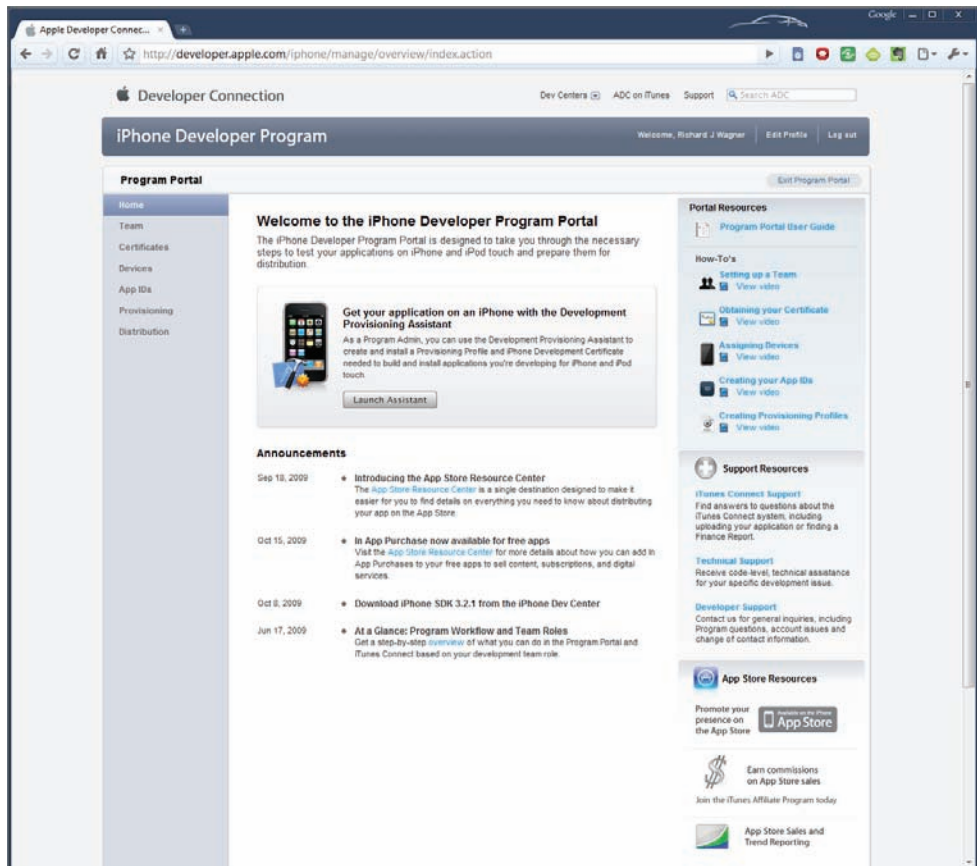 Apple Developer Connec...
Google
http://developer.apple.com/iphone/manage/overview/index.action
Developer Connection
Dev Centers
ADC on iTunes
Support
Search ADC
iPhone Developer Program
Welcome, Richard J Wagner
Edit Profile
Log out
Program Portal
Exit Program Portal
Home
Team
Certificates
Devices
App IDs
Provisioning
Distribution
Welcome to the iPhone Developer Program Portal
The iPhone Developer Program Portal is designed to take you through the necessary
steps to test your applications on iPhone and iPod touch and prepare them for
distribution.
Get your application on an iPhone with the Development
Provisioning Assistant
As a Program Admin, you can use the Development Provisioning Assistant to
create and install a Provisioning Profile and iPhone Development Certificate
needed to build and install applications you're developing for iPhone and iPod
touch.
Launch Assistant
Announcements
Sep 18, 2009
Introducing the App Store Resource Center
The App Store Resource Center is a single destination designed to make it
easier for you to find details on everything you need to know about distributing
your app on the App Store.
Oct 15, 2009
In App Purchase now available for free apps
Visit the App Store Resource Center for more details about how you can add In
App Purchases to your free apps to sell content, subscriptions, and digital
services.
Oct 8, 2009
Download iPhone SDK 3.2.1 from the iPhone Dev Center
Jun 17, 2009
At a Glance: Program Workflow and Team Roles
Get a step-by-step overview of what you can do in the Program Portal and
iTunes Connect based on your development team role.
Portal Resources
Program Portal User Guide
How-To's
Setting up a Team
View video
Obtaining your Certificate
View video
Assigning Devices
View video
Creating your App IDs
View video
Creating Provisioning Profiles
View video
Support Resources
iTunes Connect Support
Find answers to questions about the
iTunes Connect system, including
uploading your application or finding a
Finance Report.
Technical Support
Receive code-level, technical assistance
for your specific development issue.
Developer Support
Contact us for general inquiries, including
Program questions, account issues and
change of contact information.
App Store Resources
Promote your
presence on
the App Store
Available on the iPhone
App Store
Earn commissions
on App Store sales
Join the iTunes Affiliate Program today
App Store Sales and
Trend Reporting